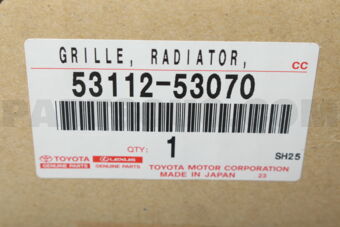 GRILLE, RADIATOR,
CC
53112-53070
QTY: 1
SH25
TOYOTA LEXUS TOYOTA MOTOR CORPORATION
GENUINE PARTS GENUINE PARTS MADE IN JAPAN 23